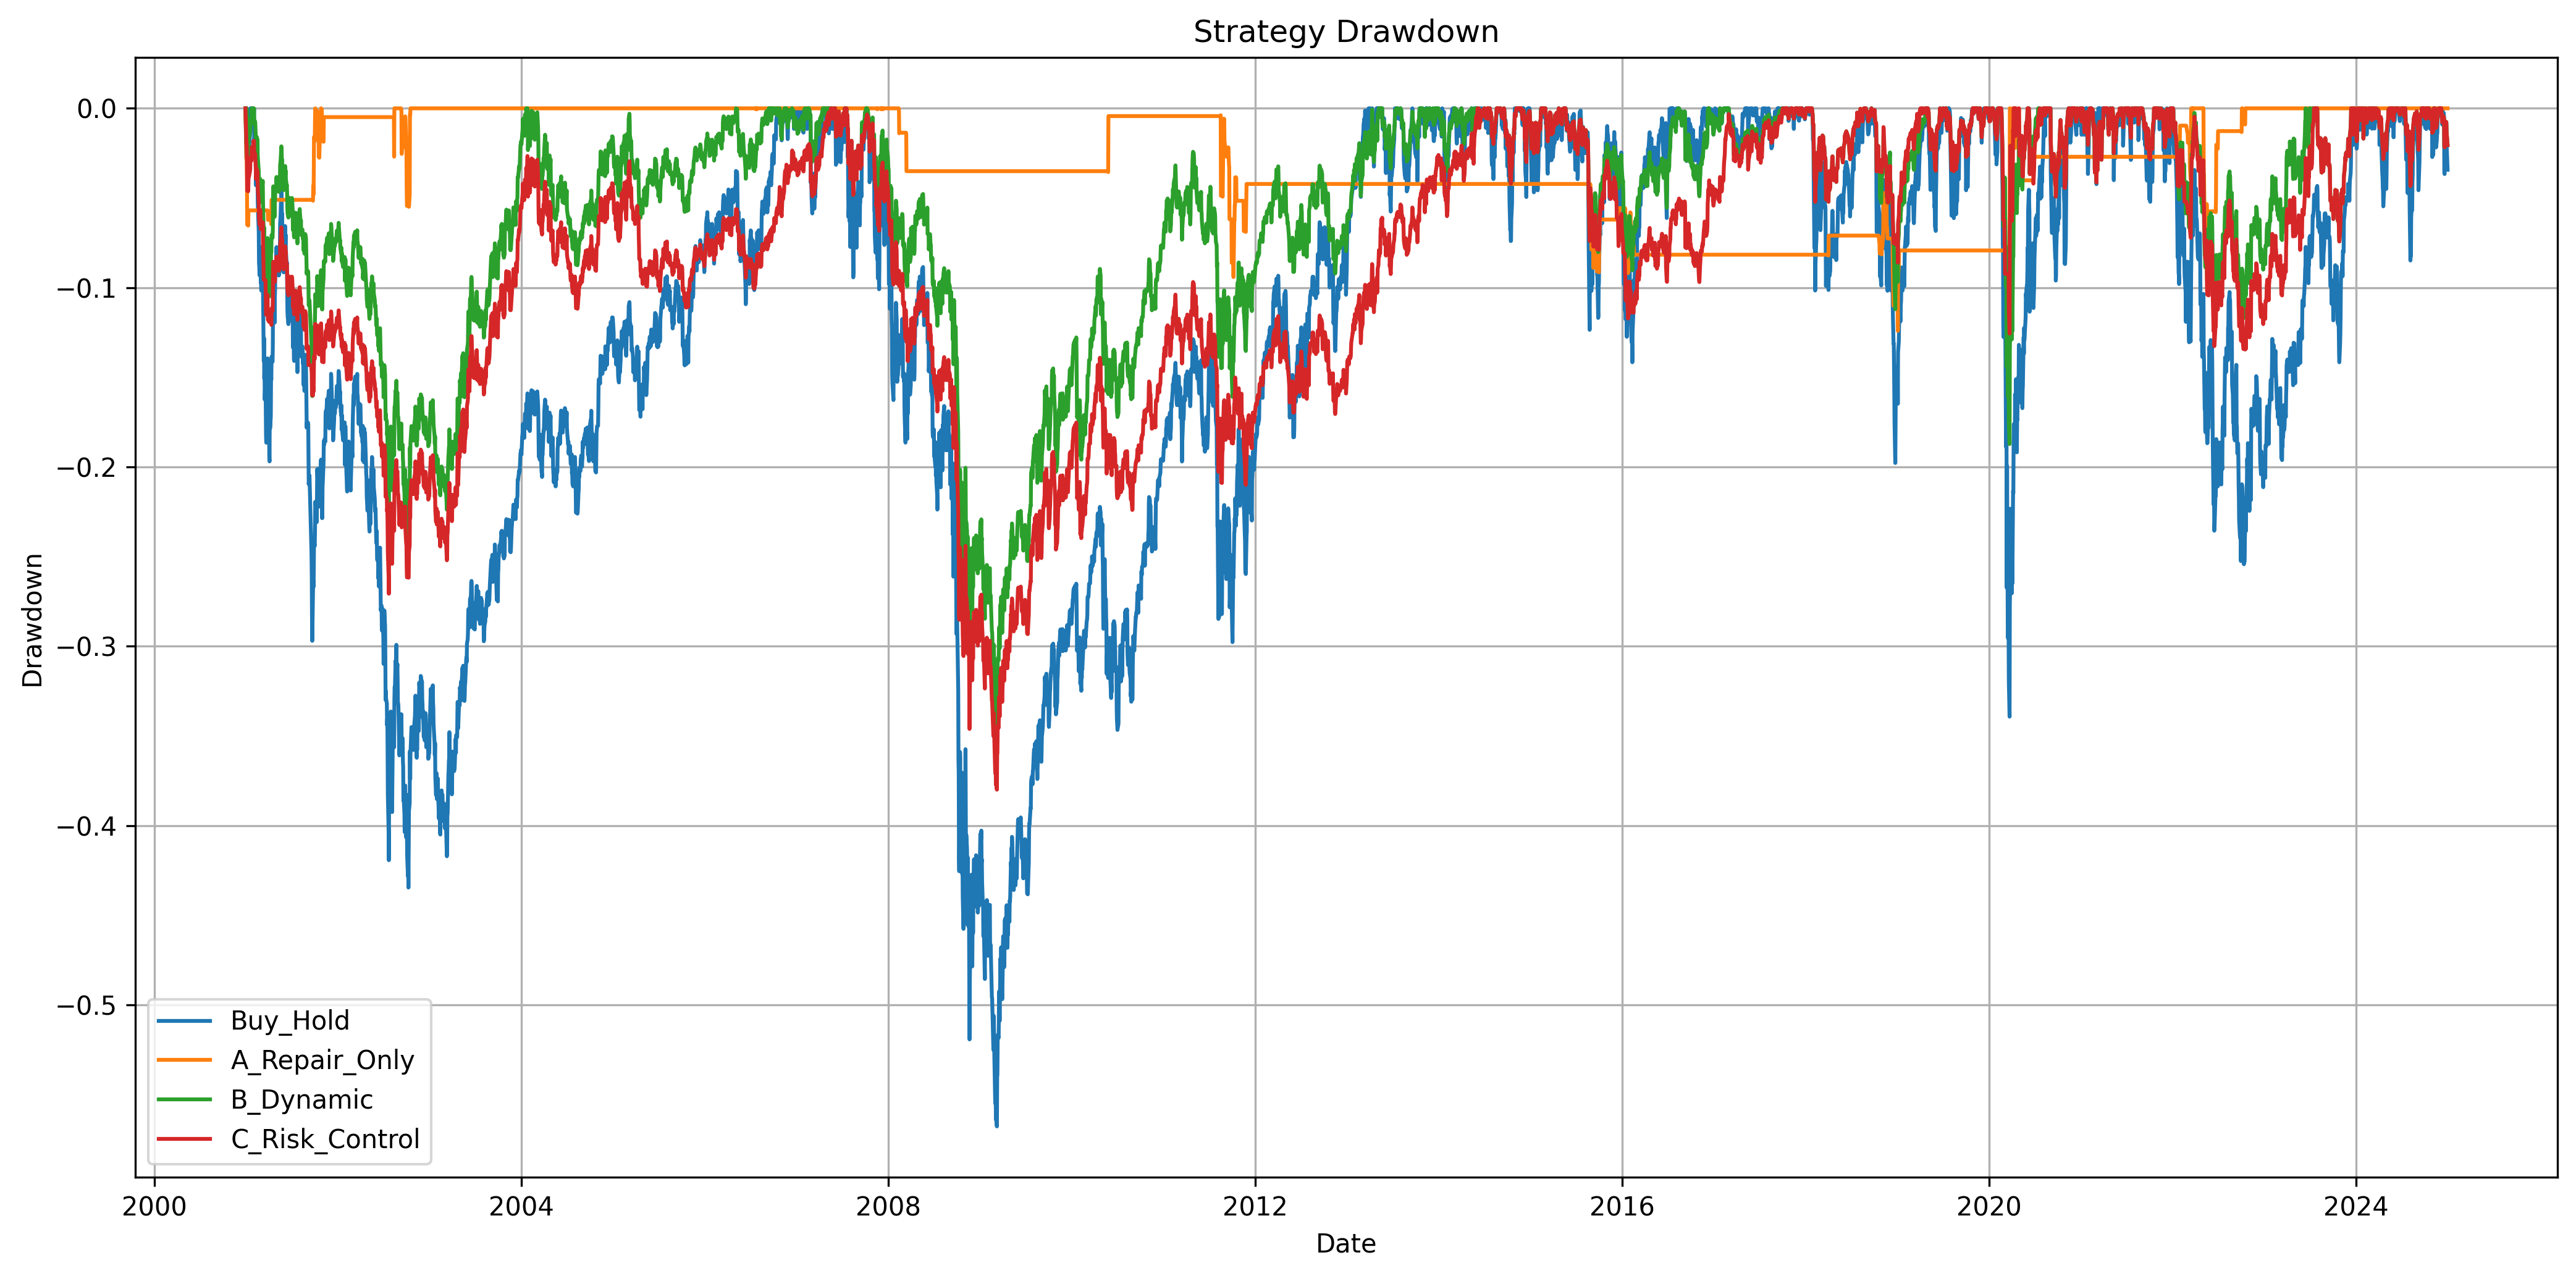 Strategy Drawdown
Drawdown
0.0
−0.1
−0.2
−0.3
−0.4
−0.5
Buy_Hold
A_Repair_Only
B_Dynamic
C_Risk_Control
2000 2004 2008 2012 2016 2020 2024
Date